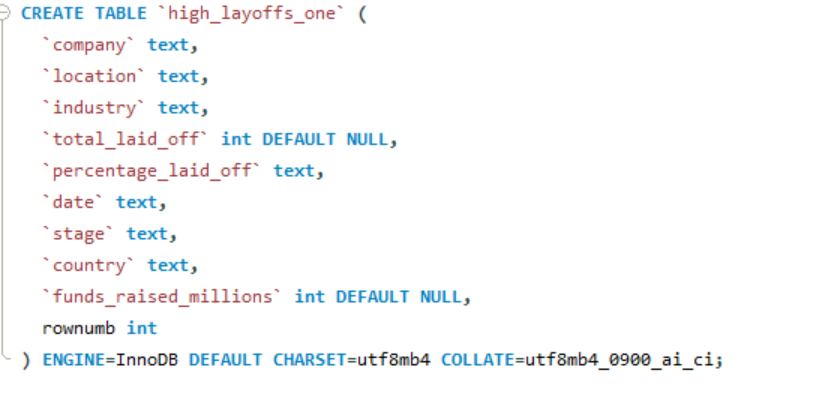 CREATE TABLE `high_layoffs_one` (
`company` text,
`location` text,
`industry` text,
`total_laid_off` int DEFAULT NULL,
`percentage_laid_off` text,
`date` text,
`stage` text,
`country` text,
`funds_raised_millions` int DEFAULT NULL,
rownumb int
) ENGINE=InnoDB DEFAULT CHARSET=utf8mb4 COLLATE=utf8mb4_0900_ai_ci;